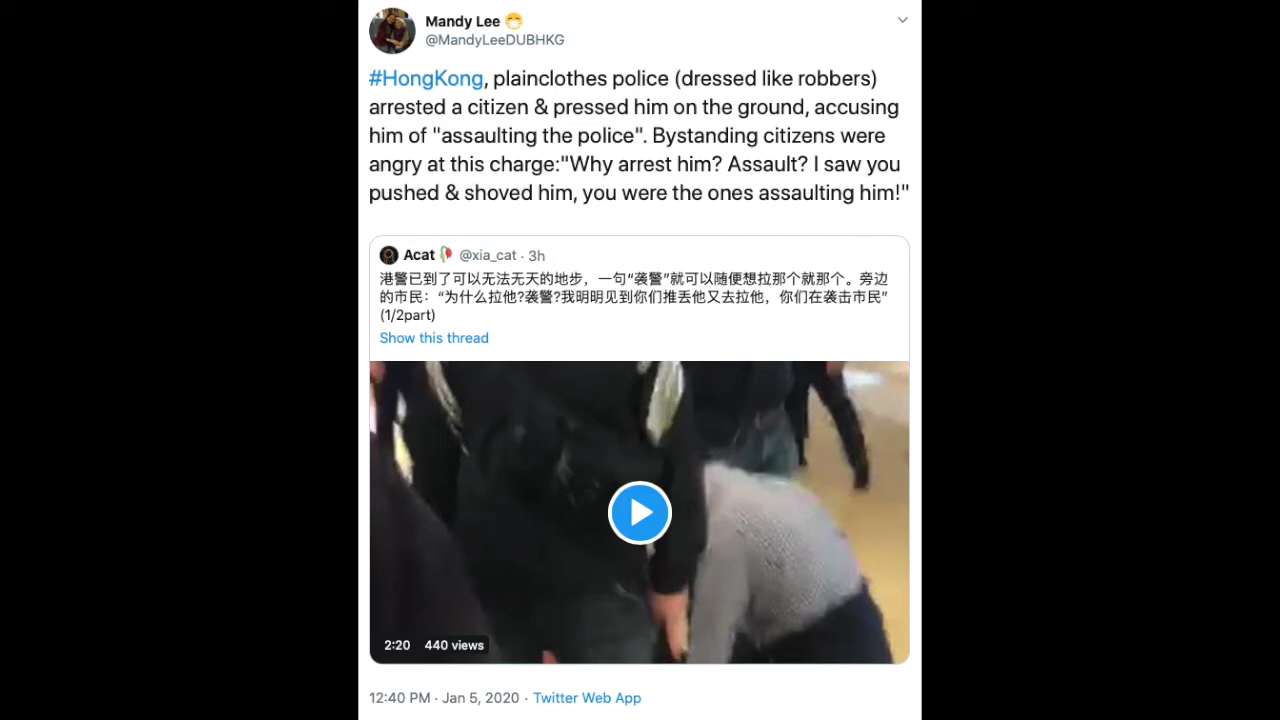 Mandy Lee 😷
@MandyLeeDUBHKG
#HongKong, plainclothes police (dressed like robbers)
arrested a citizen & pressed him on the ground, accusing
him of "assaulting the police". Bystanding citizens were
angry at this charge:"Why arrest him? Assault? I saw you
pushed & shoved him, you were the ones assaulting him!"
Acat 🥀 @xia_cat · 3h
港警已到了可以无法无天的地步，一句“袭警”就可以随便想拉那个就那个。旁边
的市民：“为什么拉他?袭警?我明明见到你们推丢他又去拉他，你们在袭击市民”
(1/2part)
Show this thread
2:20 440 views
12:40 PM · Jan 5, 2020 · Twitter Web App